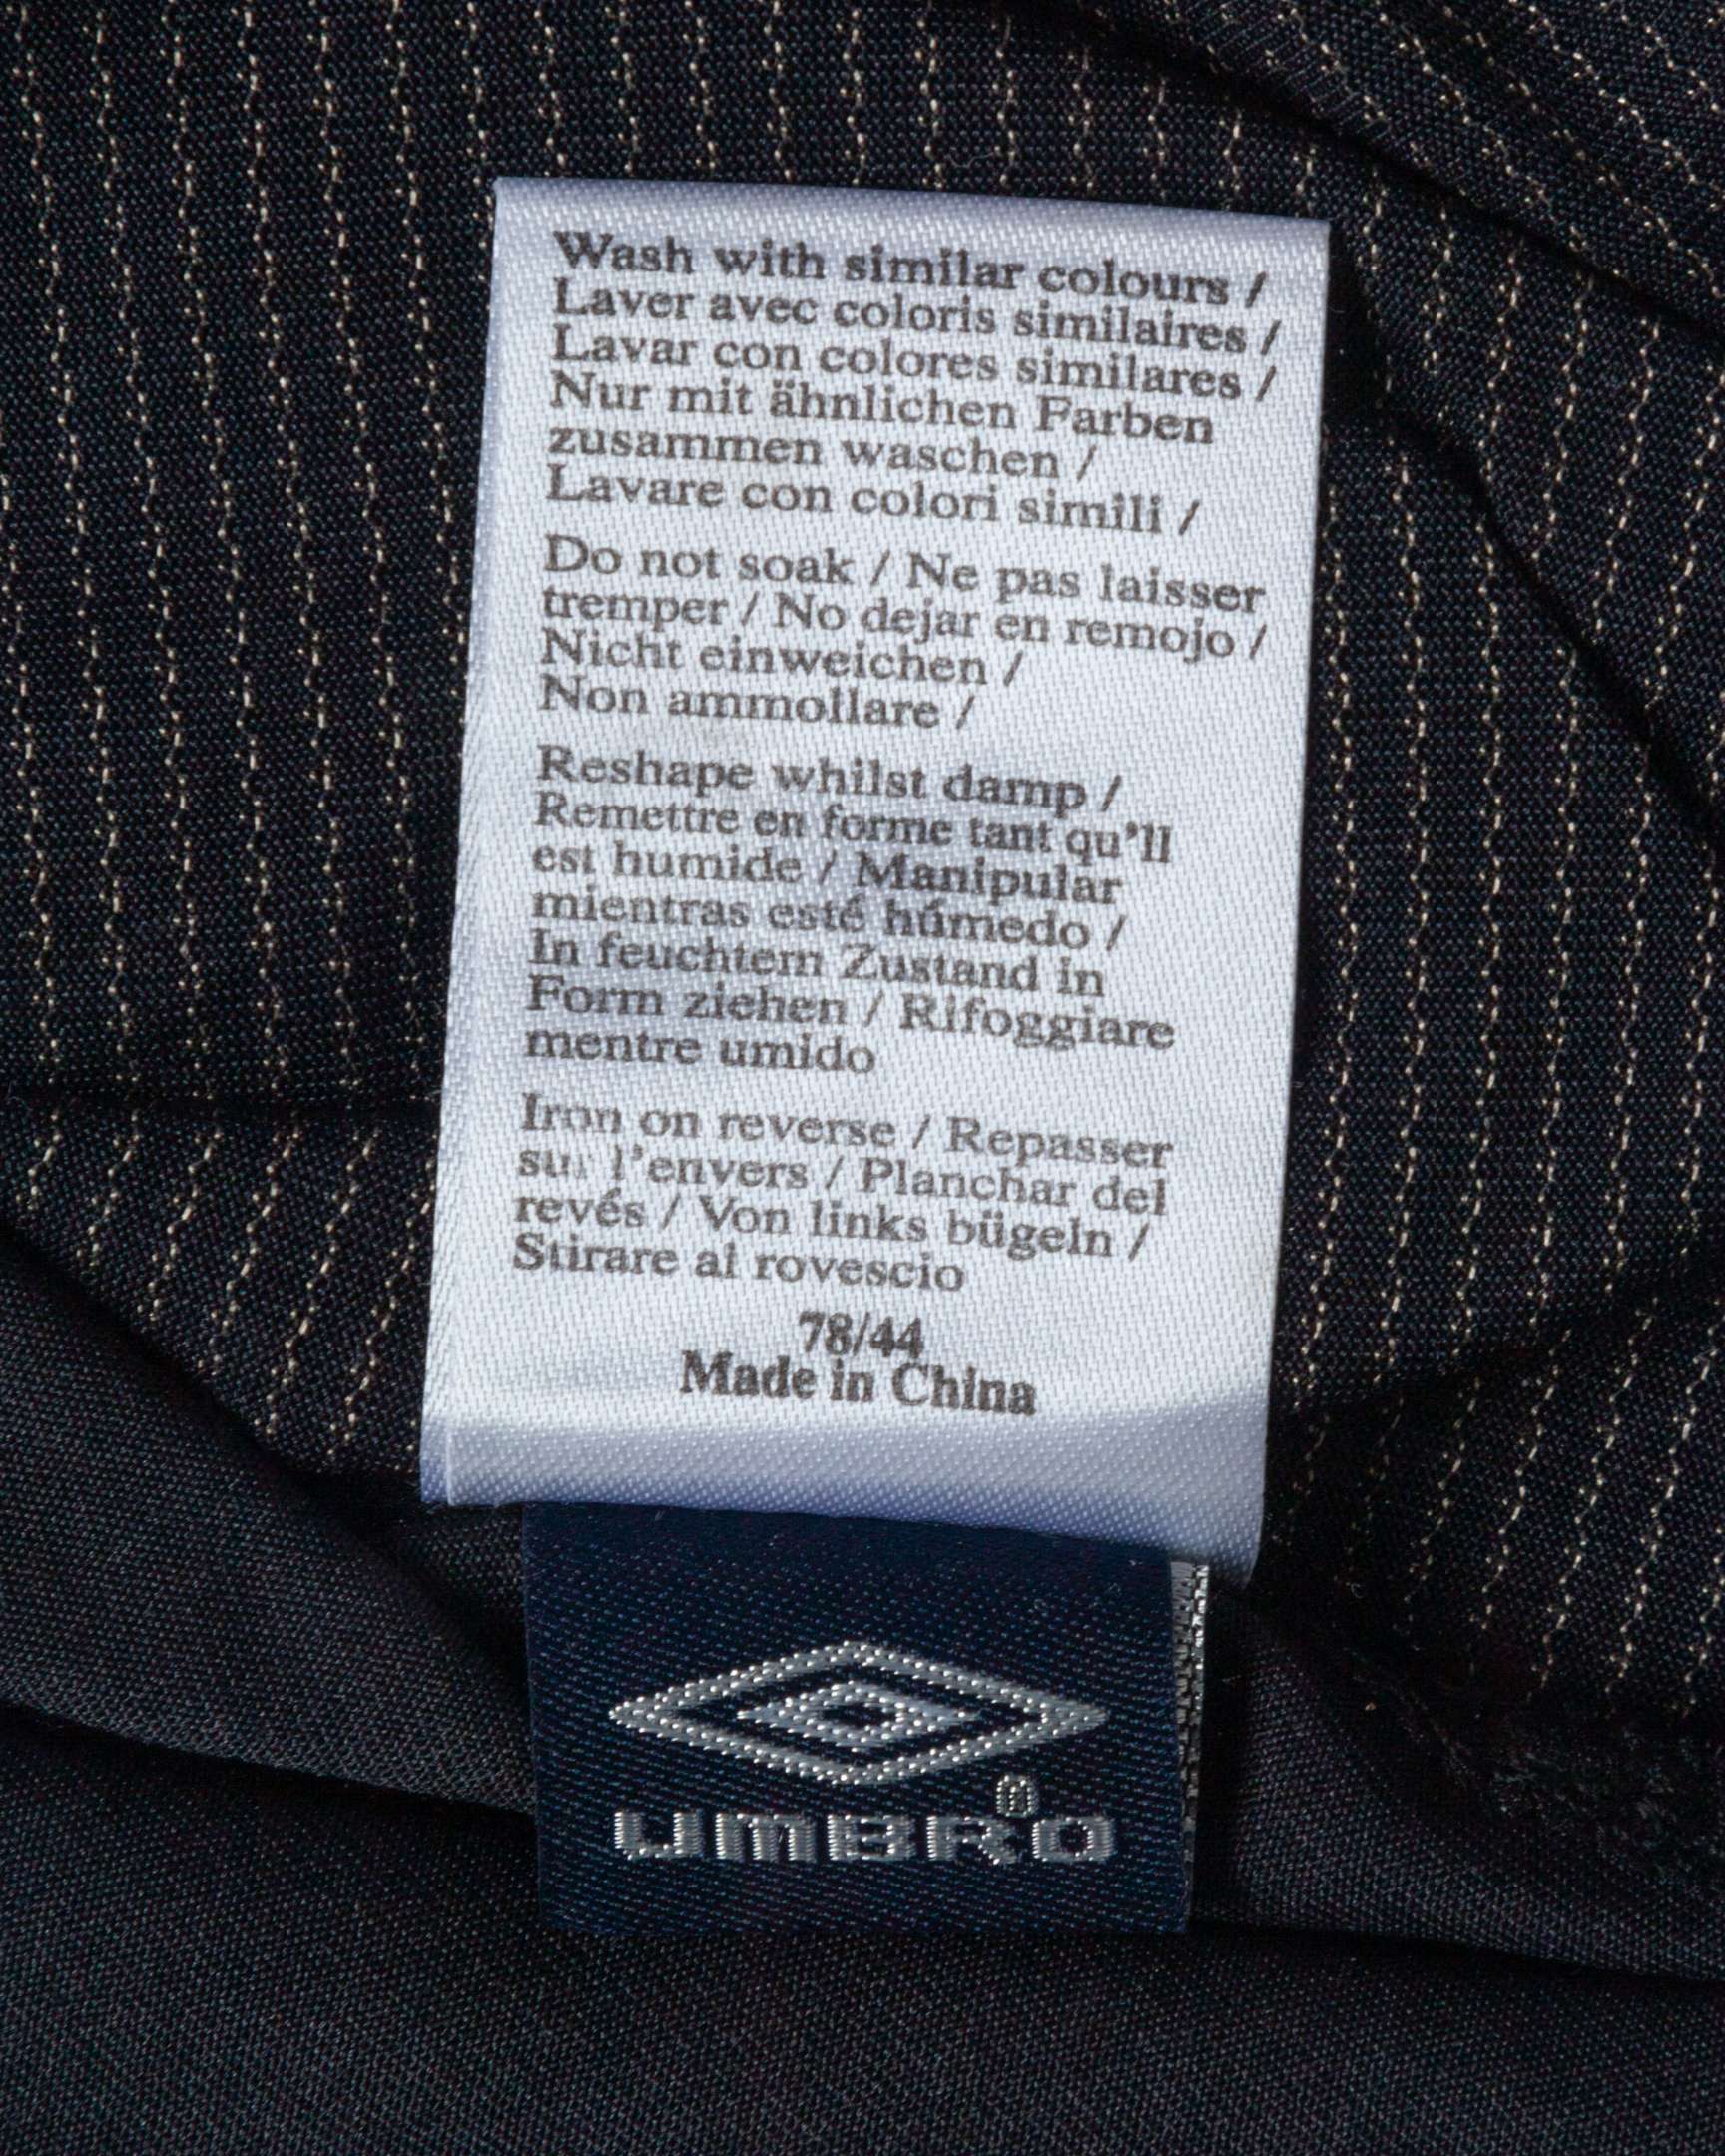 Wash with similar colours /
Laver avec coloris similaires /
Lavar con colores similares /
Nur mit ähnlichen Farben
zusammen waschen /
Lavare con colori simili /
Do not soak / Ne pas laisser
tremper / No dejar en remojo /
Nicht einweichen /
Non ammollare /
Reshape whilst damp /
Remettre en forme tant qu'll
est humide / Manipular
mientras esté húmedo /
In feuchtem Zustand in
Form ziehen / Rifoggiare
mentre umido
Iron on reverse / Repasser
sur l'envers / Planchar del
revés / Von links bügeln /
Stirare al rovescio
78/44
Made in China
UMBRO®